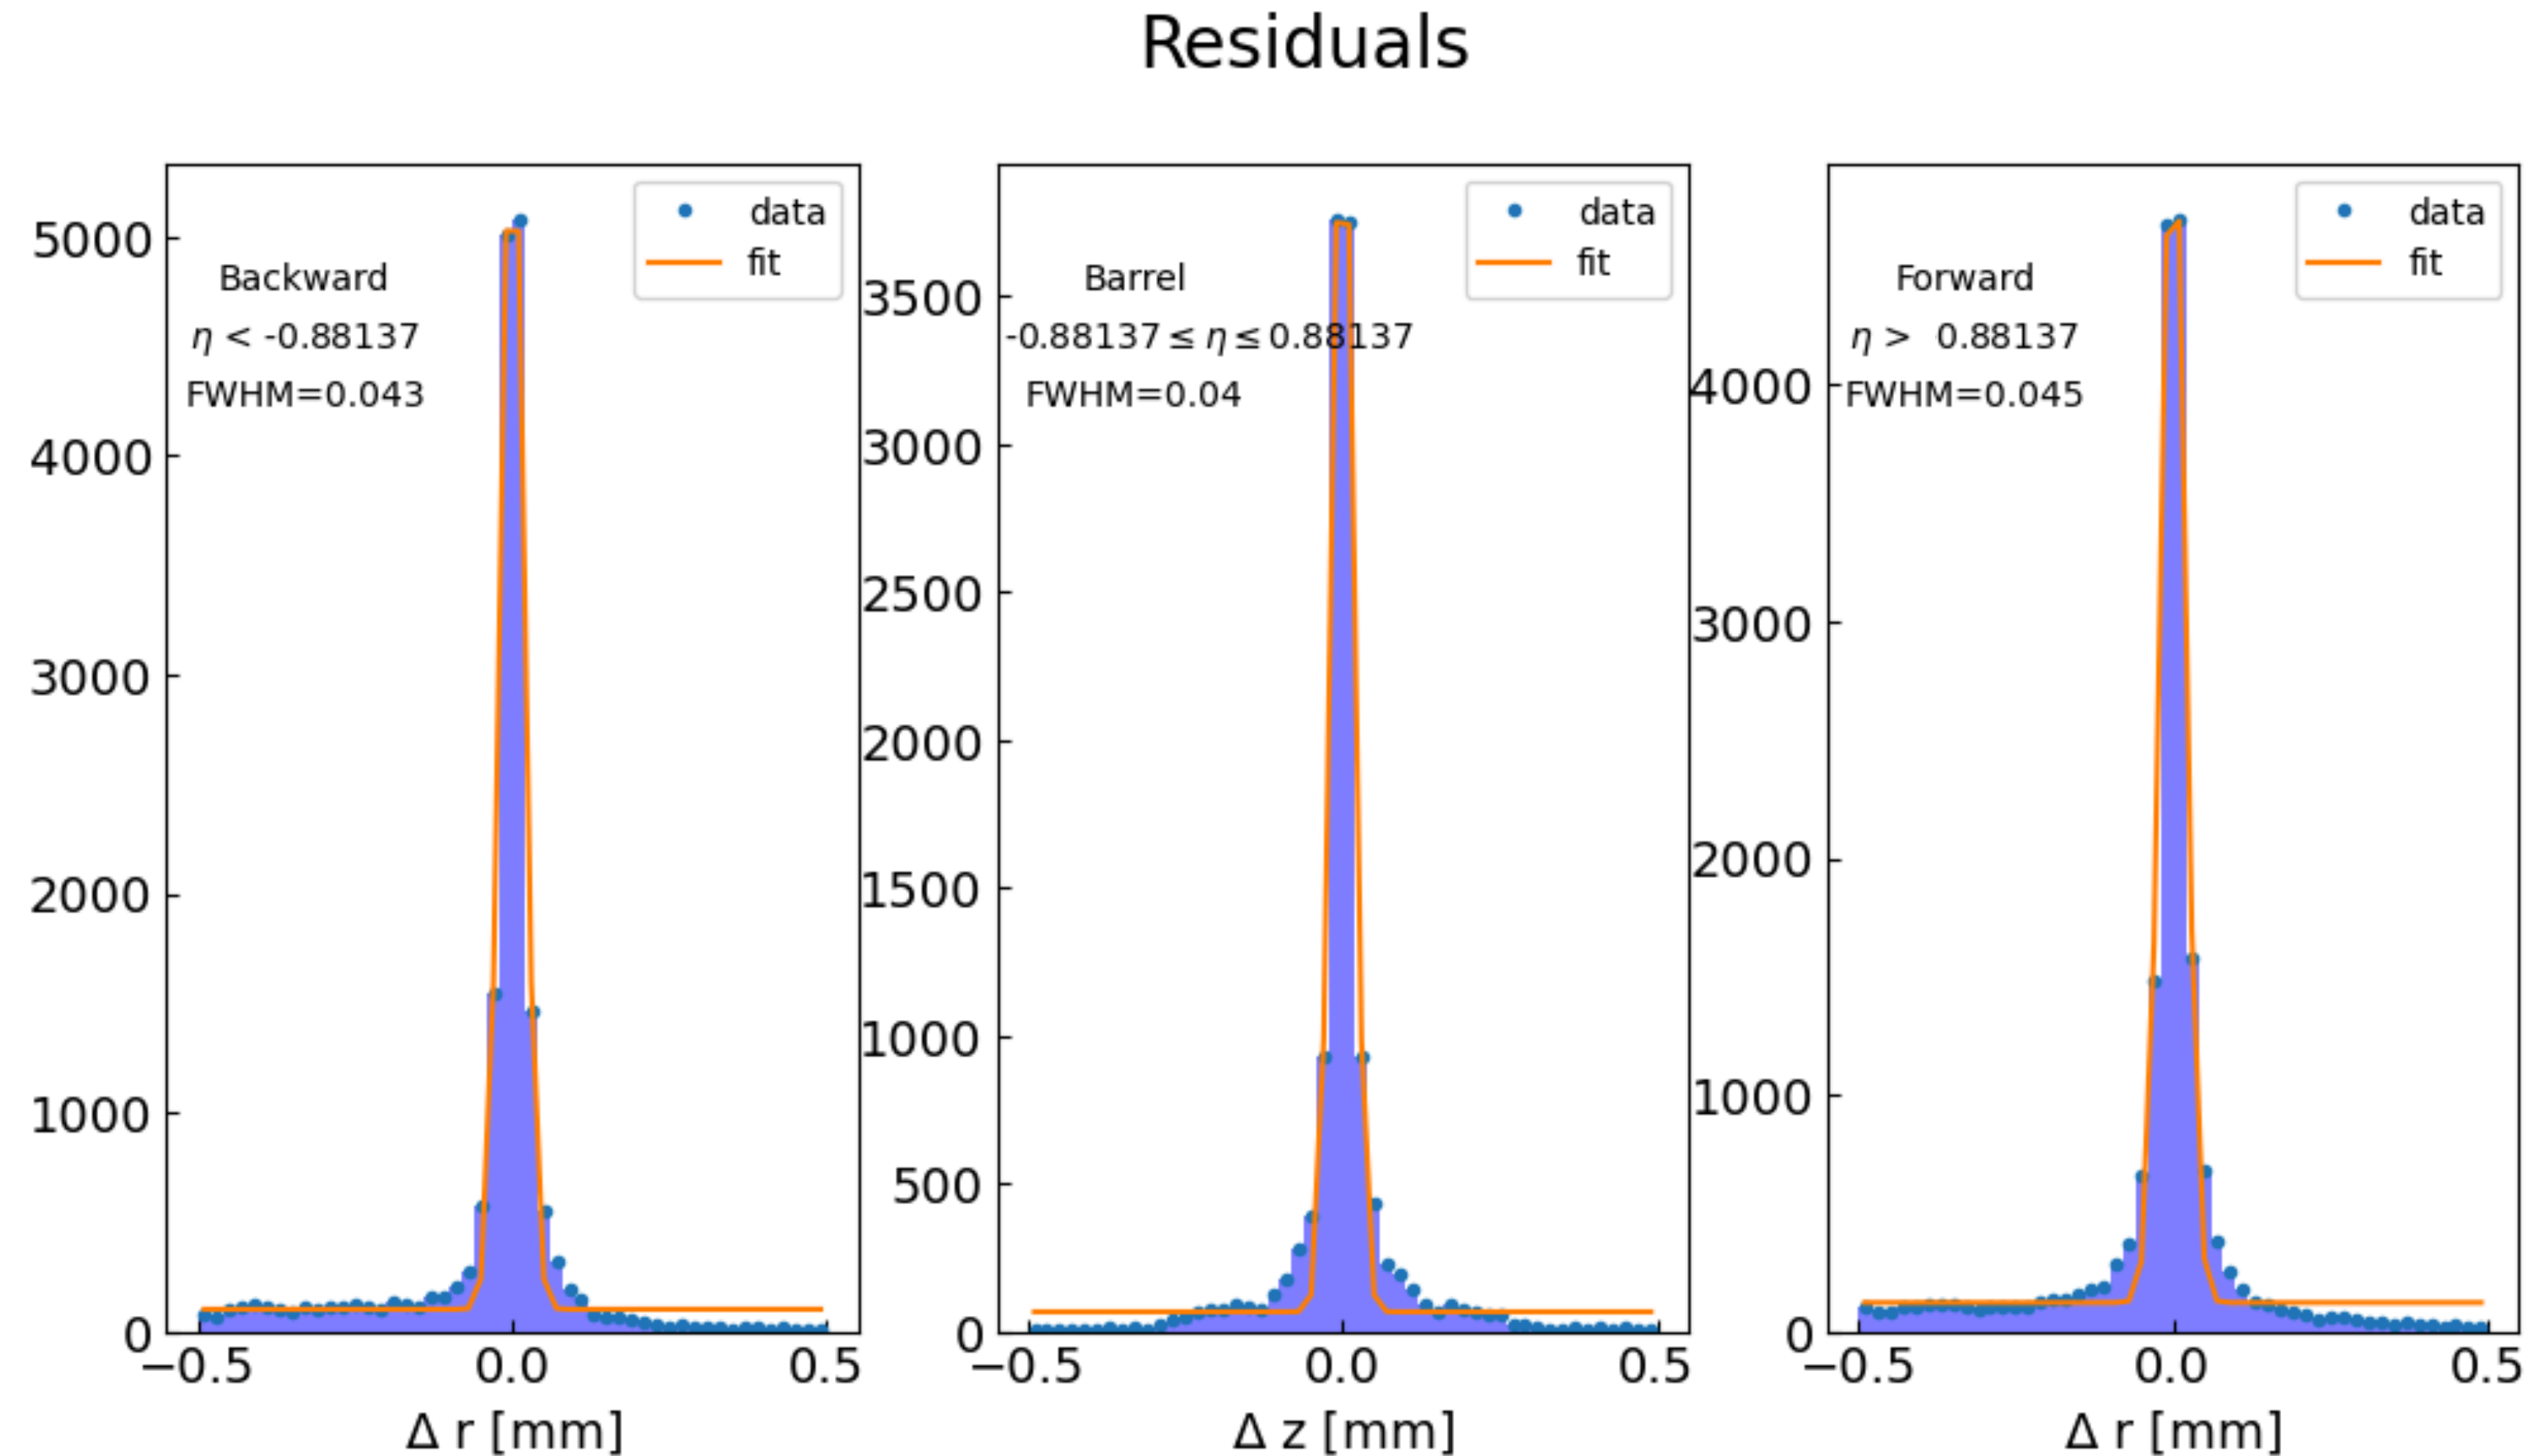 Residuals
5000
4000
3000
2000
1000
0
Backward
η < -0.88137
FWHM=0.043
data
fit
−0.5
0.0
0.5
Δ r [mm]
3500
3000
2500
2000
1500
1000
500
0
Barrel
-0.88137 ≤ η ≤ 0.88137
FWHM=0.04
data
fit
−0.5
0.0
0.5
Δ z [mm]
4000
3000
2000
1000
0
Forward
η > 0.88137
FWHM=0.045
data
fit
−0.5
0.0
0.5
Δ r [mm]